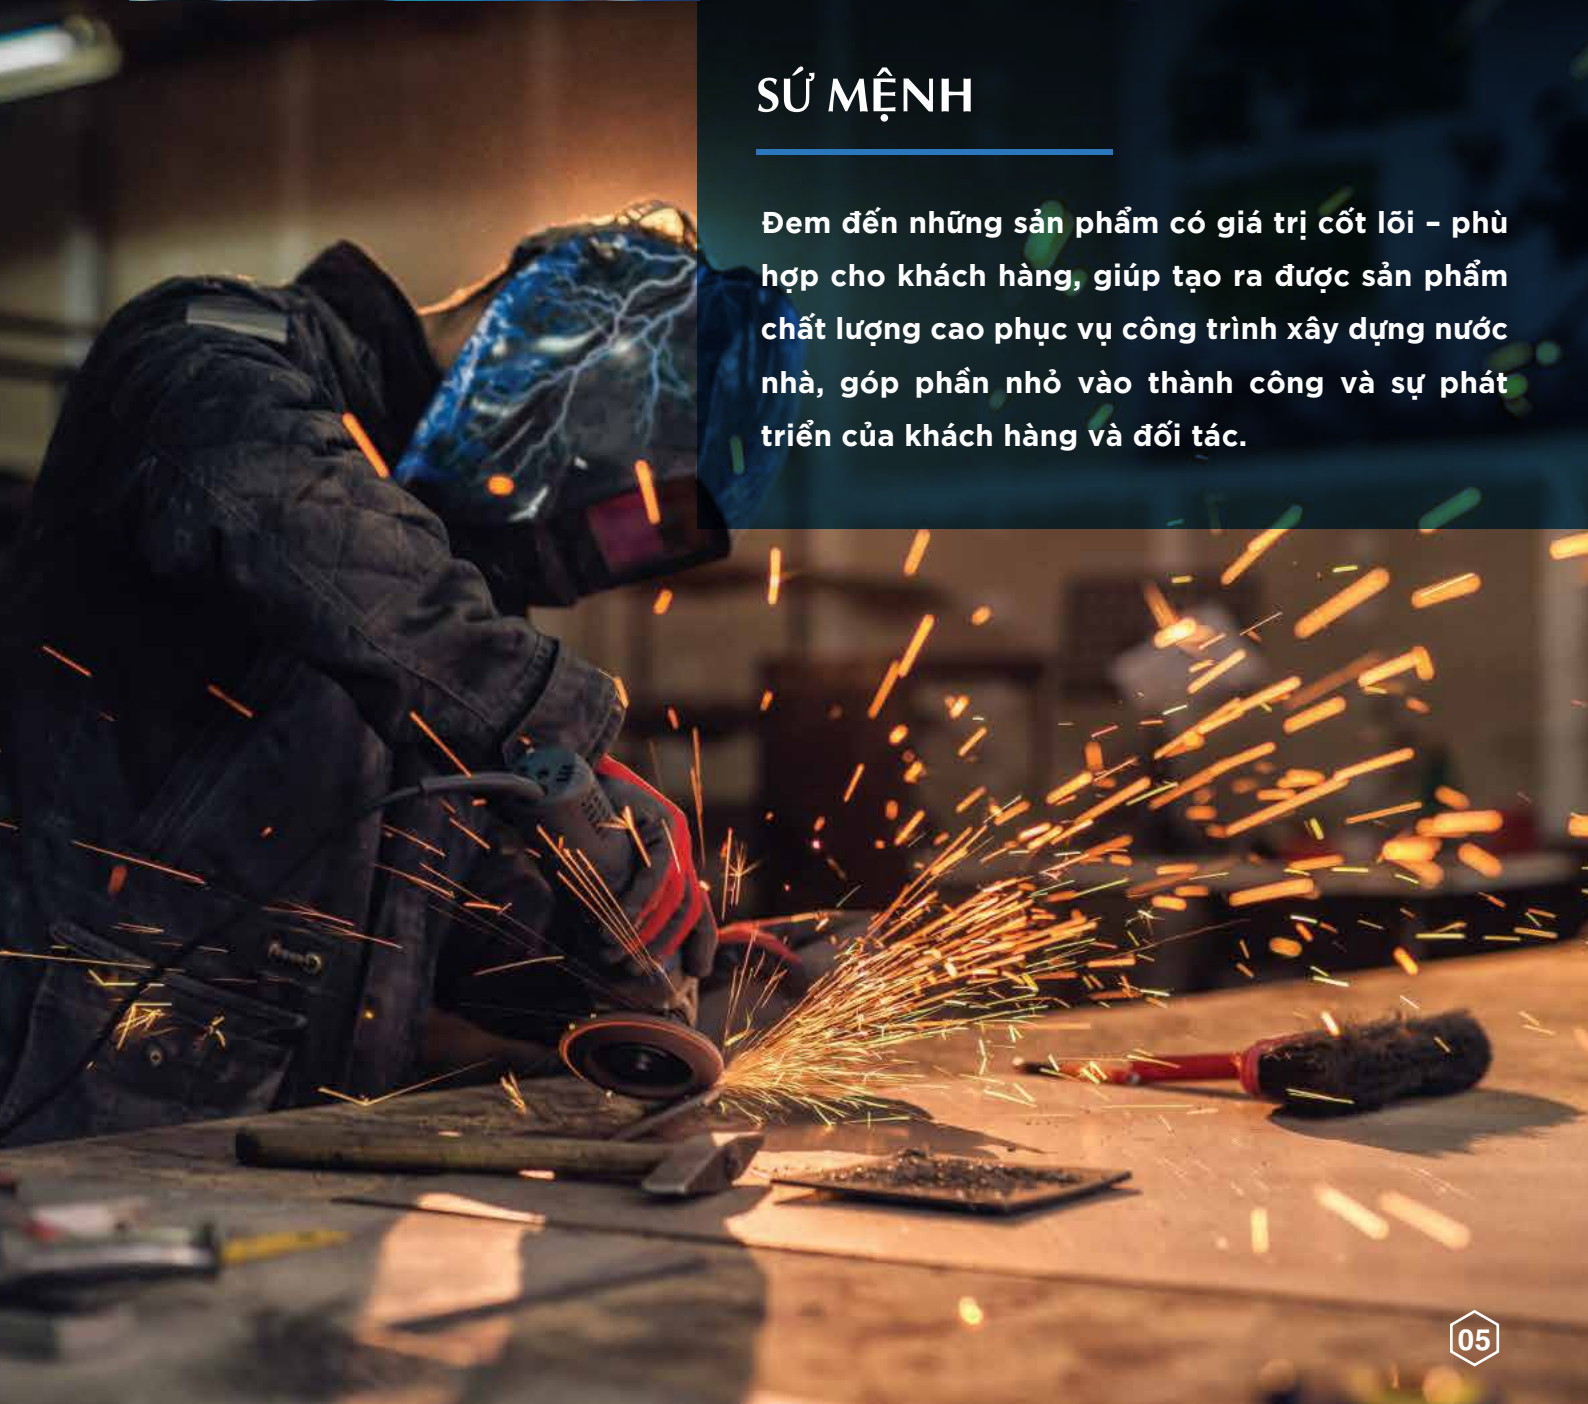 SỨ MỆNH
Đem đến những sản phẩm có giá trị cốt lõi – phù
hợp cho khách hàng, giúp tạo ra được sản phẩm
chất lượng cao phục vụ công trình xây dựng nước
nhà, góp phần nhỏ vào thành công và sự phát
triển của khách hàng và đối tác.
05